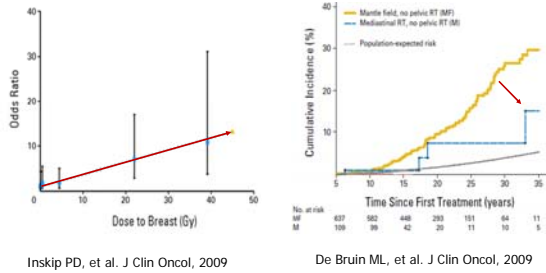 40
30
20
10
0
0
10
20
30
40
50
Odds Ratio
Dose to Breast (Gy)
Inskip PD, et al. J Clin Oncol, 2009
40
30
20
10
Cumulative Incidence (%)
Mantle field, no pelvic RT (MF)
Mediastinal RT, no pelvic RT (M)
Population-expected risk
5 10 15 20 25 30 35
Time Since First Treatment (years)
No. at risk
MF 637 582 448 293 151 64 11
M 109 99 42 20 11 10 5
De Bruin ML, et al. J Clin Oncol, 2009